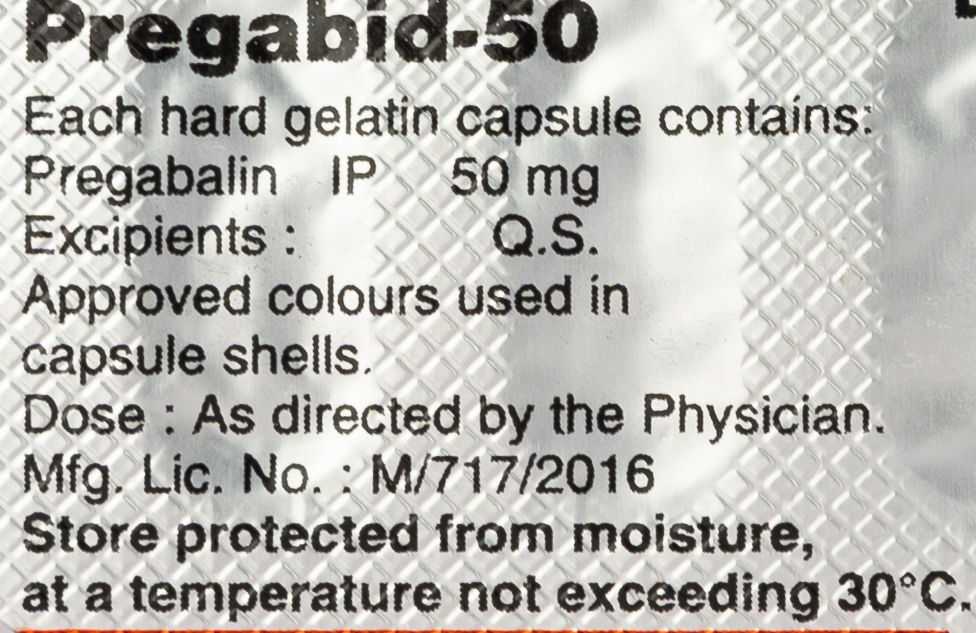 Pregabid-50
Each hard gelatin capsule contains:
Pregabalin IP 50 mg
Excipients : Q.S.
Approved colours used in
capsule shells.
Dose : As directed by the Physician.
Mfg. Lic. No. : M/717/2016
Store protected from moisture,
at a temperature not exceeding 30°C.